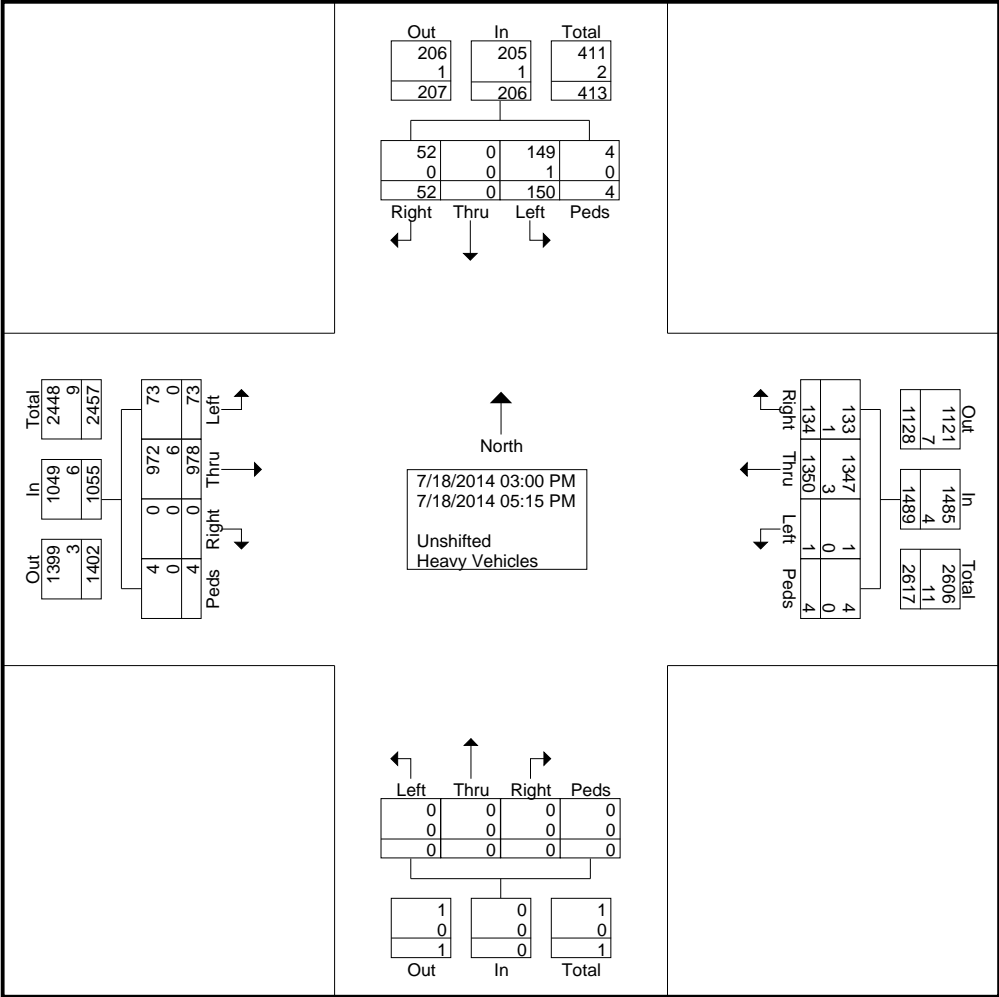 Out In Total
206 205 411
1 1 2
207 206 413
52 0 149 4
0 0 1 0
52 0 150 4
Right Thru Left Peds
Total
2448 9 2457
In
1049 6 1055
Out
1399 3 1402
73 0 73
Left
972 6 978
Thru
0 0 0
Right
4 0 4
Peds
North
7/18/2014 03:00 PM
7/18/2014 05:15 PM
Unshifted
Heavy Vehicles
Right
133 1 134
Thru
1347 3 1350
Left
1 0 1
Peds
4 0 4
Out
1121 7 1128
In
1485 4 1489
Total
2606 11 2617
Left Thru Right Peds
0 0 0 0
0 0 0 0
0 0 0 0
1 0 1
0 0 0
1 0 1
Out In Total